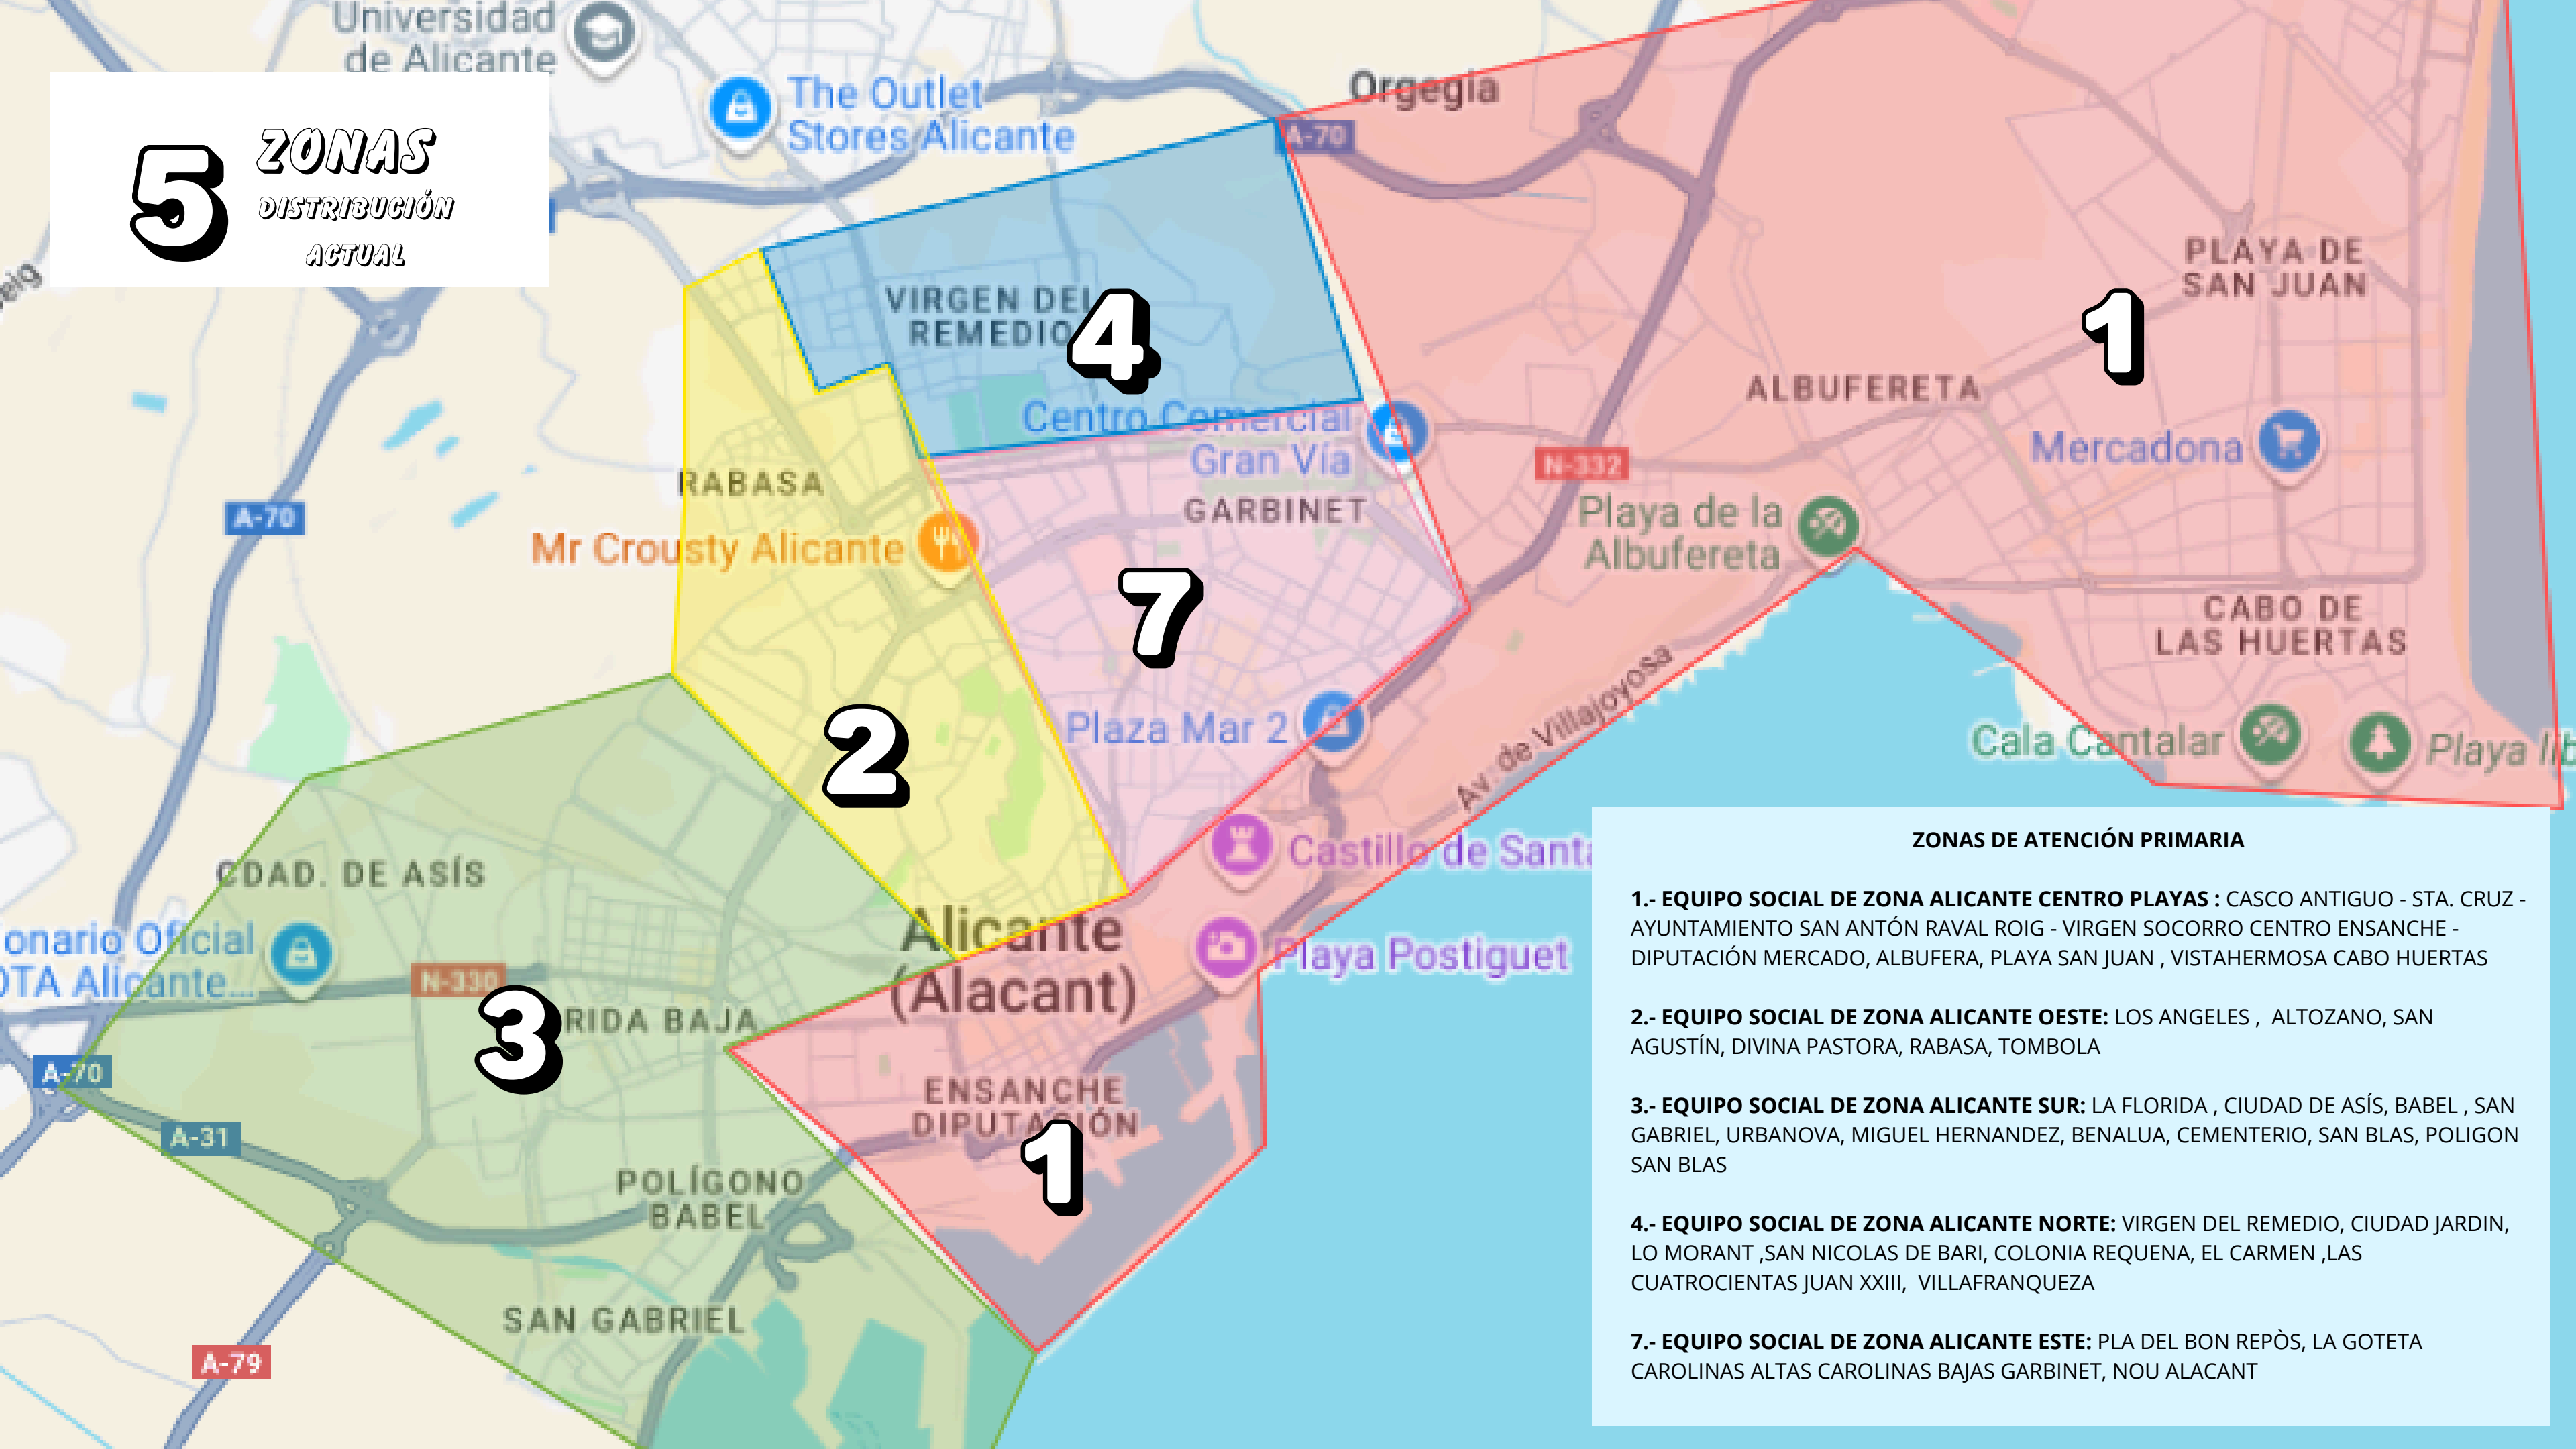 Universidad
de Alicante
The Outlet
Stores Alicante
5
ZONAS
DISTRIBUCIÓN
ACTUAL
Orgegia
A-70
VIRGEN DEL
REMEDIO
4
1
PLAYA DE
SAN JUAN
ALBUFERETA
Centro Comercial
Gran Vía
Mercadona
N-332
RABASA
GARBINET
A-70
Playa de la
Albufereta
Mr Crousty Alicante
7
CABO DE
LAS HUERTAS
2
Plaza Mar 2
Av. de Villajoyosa
Cala Cantalar
Playa
Castillo de
CDAD. DE ASÍS
Alicante
(Alacant)
Playa Postiguet
Oficial
Alicante...
N-330
3
BAJA
A-70
A-31
ENSANCHE
DIPUTACIÓN
1
POLÍGONO
BABEL
SAN GABRIEL
A-79
ZONAS DE ATENCIÓN PRIMARIA
1.- EQUIPO SOCIAL DE ZONA ALICANTE CENTRO PLAYAS : CASCO ANTIGUO - STA. CRUZ -
AYUNTAMIENTO SAN ANTÓN RAVAL ROIG - VIRGEN SOCORRO CENTRO ENSANCHE -
DIPUTACIÓN MERCADO, ALBUFERA, PLAYA SAN JUAN , VISTAHERMOSA CABO HUERTAS
2.- EQUIPO SOCIAL DE ZONA ALICANTE OESTE: LOS ANGELES ,  ALTOZANO, SAN
AGUSTÍN, DIVINA PASTORA, RABASA, TOMBOLA
3.- EQUIPO SOCIAL DE ZONA ALICANTE SUR: LA FLORIDA , CIUDAD DE ASÍS, BABEL , SAN
GABRIEL, URBANOVA, MIGUEL HERNANDEZ, BENALUA, CEMENTERIO, SAN BLAS, POLIGON
SAN BLAS
4.- EQUIPO SOCIAL DE ZONA ALICANTE NORTE: VIRGEN DEL REMEDIO, CIUDAD JARDIN,
LO MORANT ,SAN NICOLAS DE BARI, COLONIA REQUENA, EL CARMEN ,LAS
CUATROCIENTAS JUAN XXIII,  VILLAFRANQUEZA
7.- EQUIPO SOCIAL DE ZONA ALICANTE ESTE: PLA DEL BON REPÒS, LA GOTETA
CAROLINAS ALTAS CAROLINAS BAJAS GARBINET, NOU ALACANT